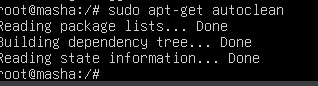 root@masha:/# sudo apt-get autoclean
Reading package lists... Done
Building dependency tree... Done
Reading state information... Done
root@masha:/#